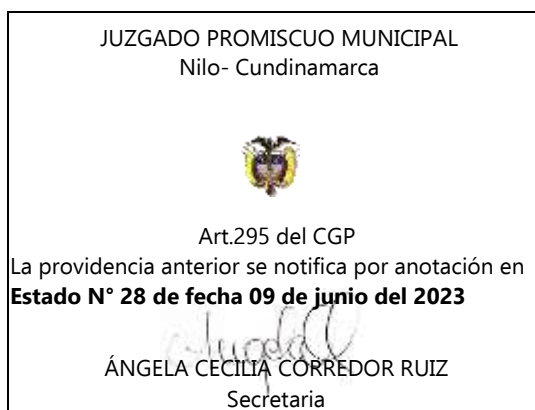 JUZGADO PROMISCUO MUNICIPAL
Nilo- Cundinamarca
Art.295 del CGP
La providencia anterior se notifica por anotación en
Estado N° 28 de fecha 09 de junio del 2023
ÁNGELA CECILIA CORREDOR RUIZ
Secretaria